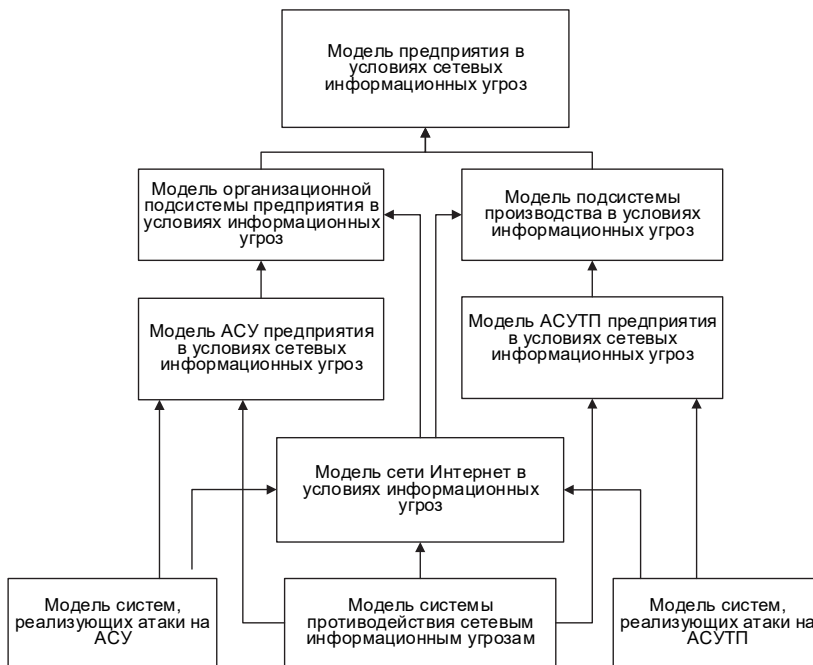 Модель предприятия в
условиях сетевых
информационных угроз
Модель организационной
подсистемы предприятия в
условиях информационных
угроз
Модель подсистемы
производства в условиях
информационных угроз
Модель АСУ предприятия
в условиях сетевых
информационных угроз
Модель АСУТП предприятия
в условиях сетевых
информационных угроз
Модель сети Интернет в
условиях информационных
угроз
Модель систем,
реализующих атаки на
АСУ
Модель системы
противодействия сетевым
информационным угрозам
Модель систем,
реализующих атаки на
АСУТП